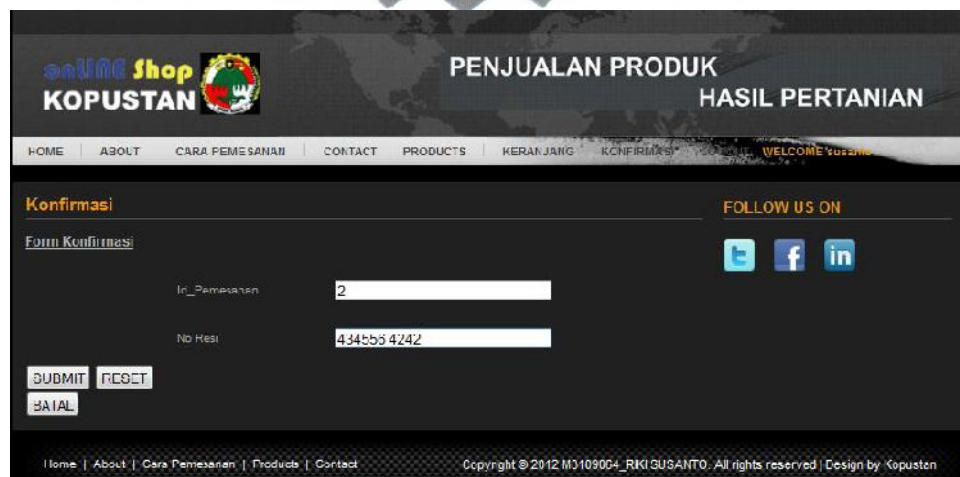 onLINE Shop
KOPUSTAN
PENJUALAN PRODUK
HASIL PERTANIAN
HOME ABOUT CARA PEMESANAN CONTACT PRODUCTS KERANJANG KONFIRMASI WELCOME
Konfirmasi
FOLLOW US ON
Form Konfirmasi
Id_Pemesanan 2
No Resi 434556 4242
SUBMIT RESET
BATAL
Home | About | Cara Pemesanan | Products | Contact
Copyright © 2012 M3109064_RIKI SUSANTO. All rights reserved | Design by Kopustan